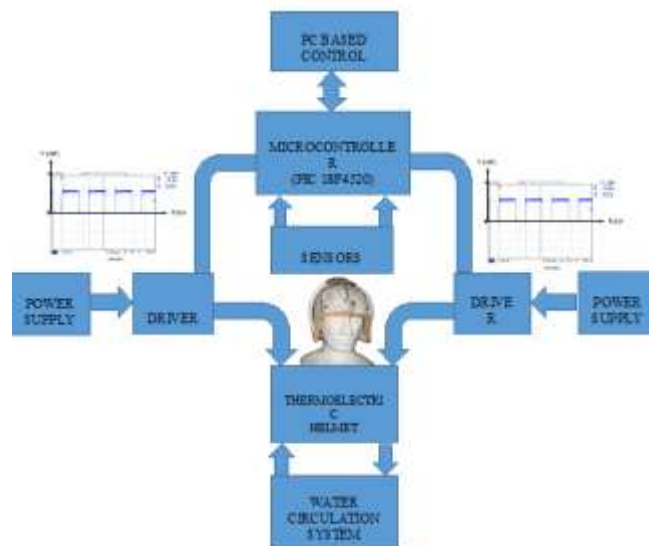 PC BASED
CONTROL
MICROCONTROLLE
R
(PIC 18F4520)
SENSORS
POWER
SUPPLY
DRIVER
DRIVE
R
POWER
SUPPLY
THERMOELECTRI
C
HELMET
WATER
CIRCULATION
SYSTEM